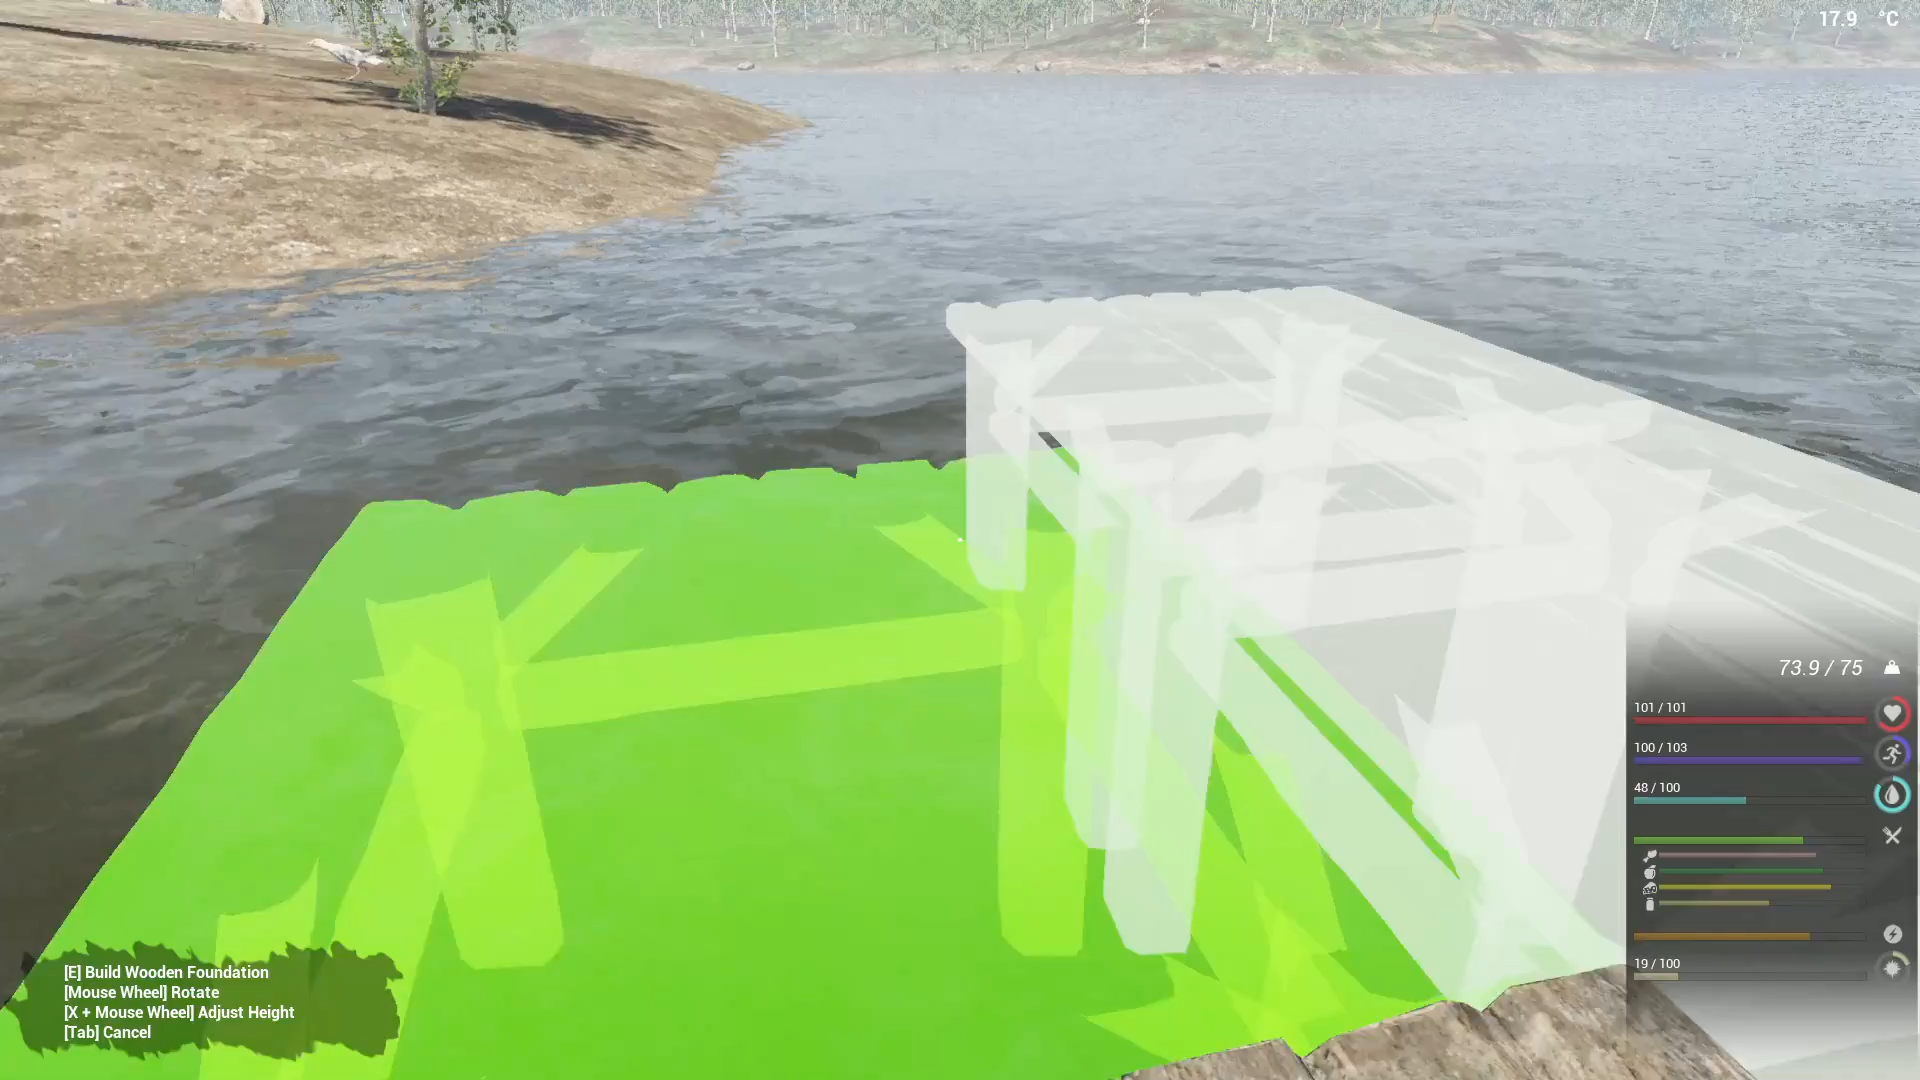 17.9 °C
73.9 / 75
101 / 101
100 / 103
48 / 100
19 / 100
[E] Build Wooden Foundation
[Mouse Wheel] Rotate
[X + Mouse Wheel] Adjust Height
[Tab] Cancel